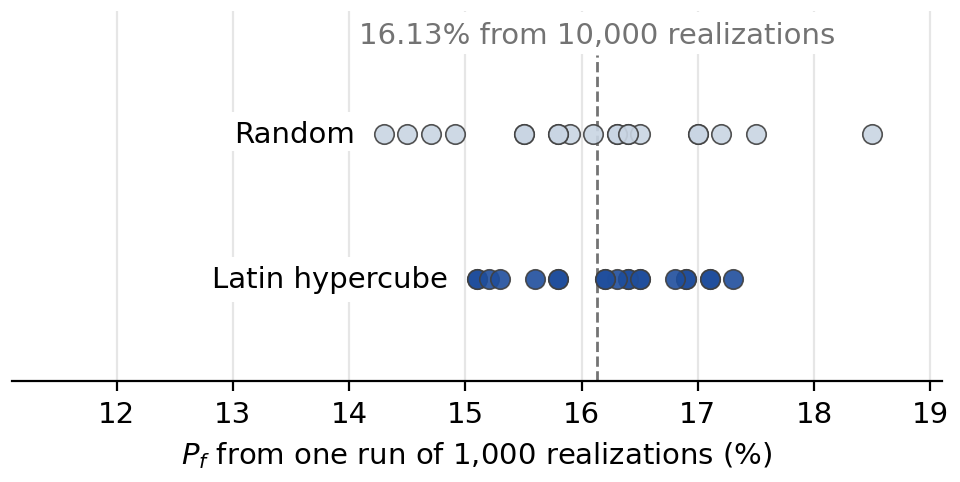 16.13% from 10,000 realizations
Random
Latin hypercube
12 13 14 15 16 17 18 19
P_f from one run of 1,000 realizations (%)